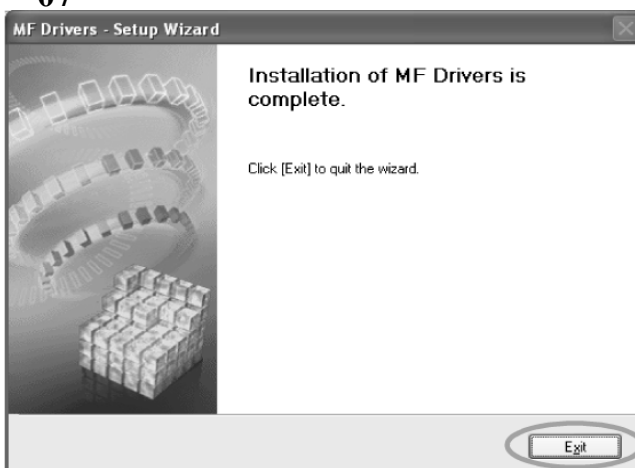 MF Drivers - Setup Wizard
Installation of MF Drivers is
complete.
Click [Exit] to quit the wizard.
Exit